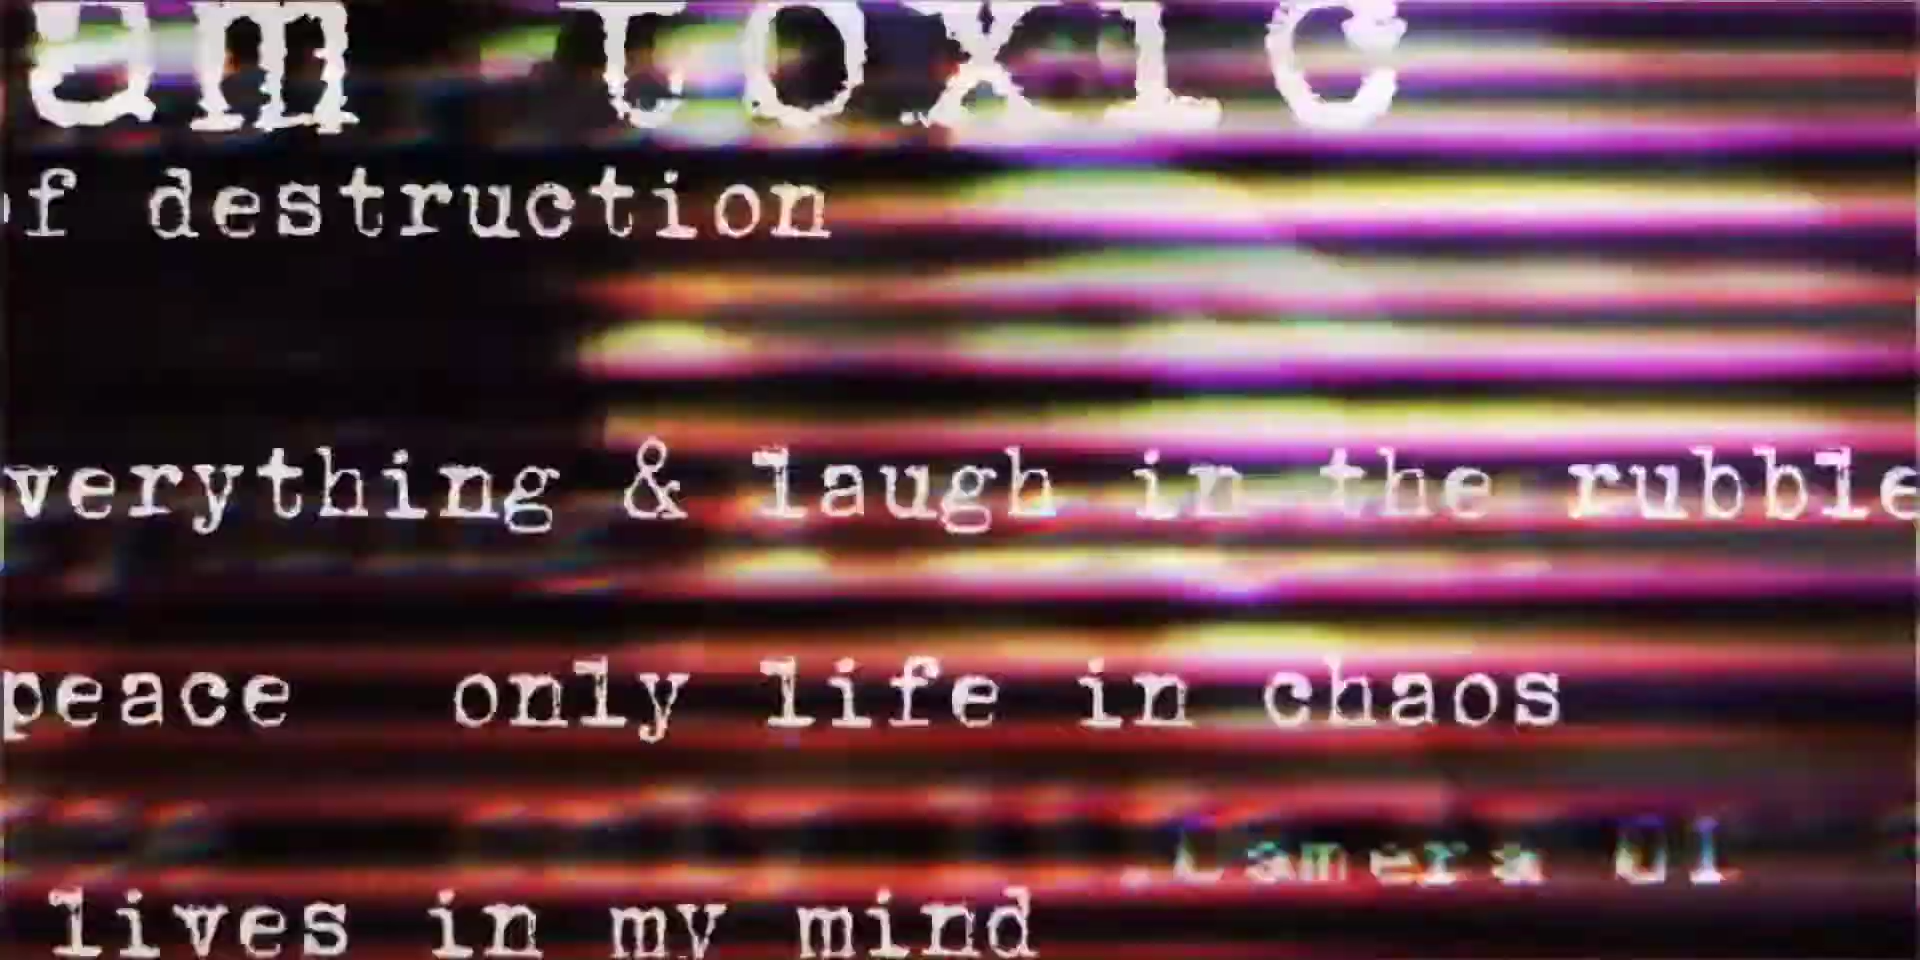 am toxic
of destruction
verything & laugh in the rubble
peace only life in chaos
Camera 01
lives in my mind